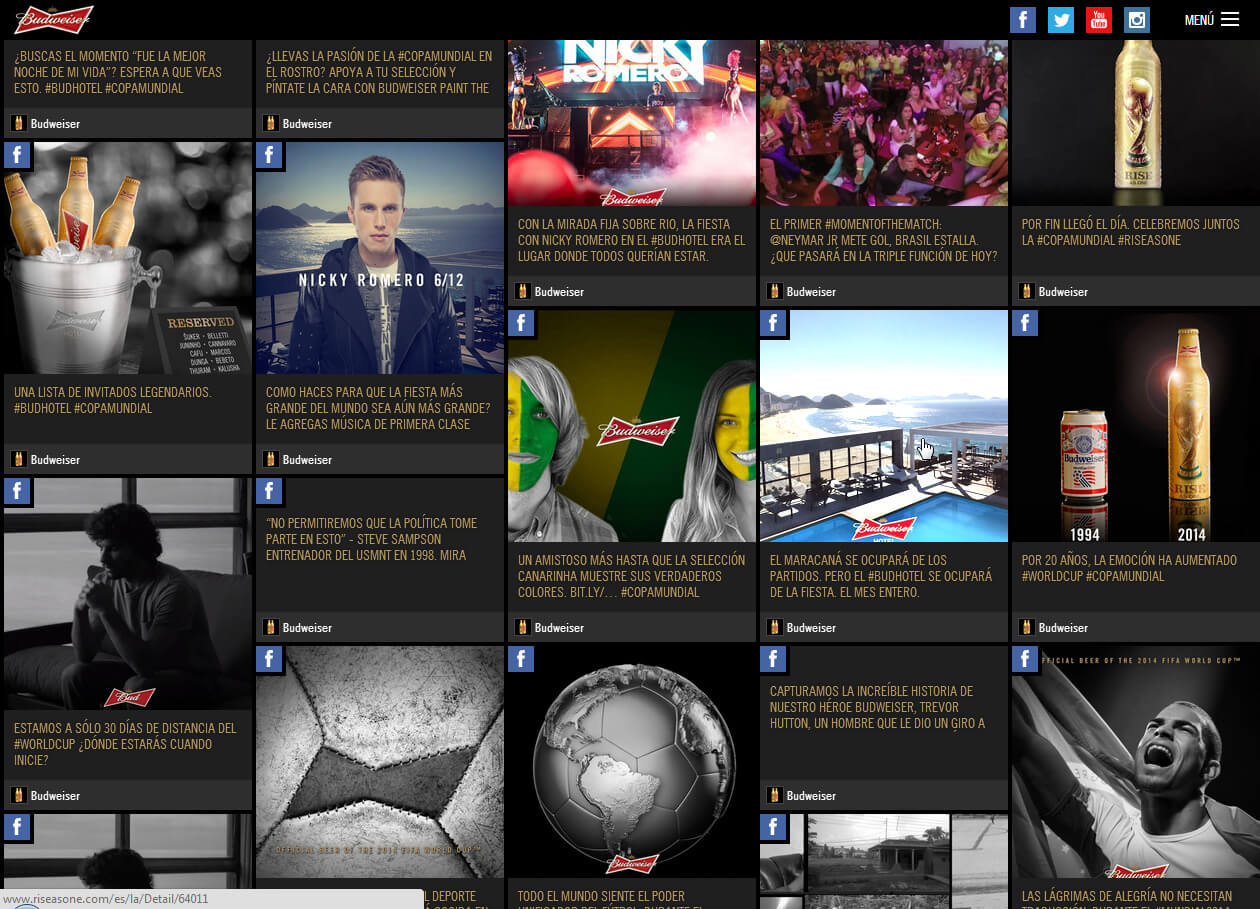 Budweiser
MENÚ
¿BUSCAS EL MOMENTO “FUE LA MEJOR
NOCHE DE MI VIDA”? ESPERA A QUE VEAS
ESTO. #BUDHOTEL #COPAMUNDIAL
Budweiser
RESERVED
ŠUKER • BELLETTI
JUNINHO • CANNAVARO
CAFU • MARCOS
DUNGA • BEBETO
THURAM • KALUSHA
UNA LISTA DE INVITADOS LEGENDARIOS.
#BUDHOTEL #COPAMUNDIAL
Budweiser
Bud
ESTAMOS A SÓLO 30 DÍAS DE DISTANCIA DEL
#WORLDCUP ¿DÓNDE ESTARÁS CUANDO
INICIE?
Budweiser
¿LLEVAS LA PASIÓN DE LA #COPAMUNDIAL EN
EL ROSTRO? APOYA A TU SELECCIÓN Y
PÍNTATE LA CARA CON BUDWEISER PAINT THE
Budweiser
NICKY ROMERO 6/12
COMO HACES PARA QUE LA FIESTA MÁS
GRANDE DEL MUNDO SEA AÚN MÁS GRANDE?
LE AGREGAS MÚSICA DE PRIMERA CLASE
Budweiser
“NO PERMITIREMOS QUE LA POLÍTICA TOME
PARTE EN ESTO” - STEVE SAMPSON
ENTRENADOR DEL USMNT EN 1998. MIRA
Budweiser
OFFICIAL BEER OF THE 2014 FIFA WORLD CUP™
DEPORTE
NICKY
ROMERO
Budweiser
CON LA MIRADA FIJA SOBRE RIO, LA FIESTA
CON NICKY ROMERO EN EL #BUDHOTEL ERA EL
LUGAR DONDE TODOS QUERÍAN ESTAR.
Budweiser
Budweiser
UN AMISTOSO MÁS HASTA QUE LA SELECCIÓN
CANARINHA MUESTRE SUS VERDADEROS
COLORES. BIT.LY/... #COPAMUNDIAL
Budweiser
Budweiser
TODO EL MUNDO SIENTE EL PODER
UNIFICADOR DEL FÚTBOL. DURANTE EL
EL PRIMER #MOMENTOFTHEMATCH:
@NEYMAR JR METE GOL, BRASIL ESTALLA.
¿QUE PASARÁ EN LA TRIPLE FUNCIÓN DE HOY?
Budweiser
Budweiser
HOTEL
EL MARACANÁ SE OCUPARÁ DE LOS
PARTIDOS. PERO EL #BUDHOTEL SE OCUPARÁ
DE LA FIESTA. EL MES ENTERO.
Budweiser
CAPTURAMOS LA INCREÍBLE HISTORIA DE
NUESTRO HÉROE BUDWEISER, TREVOR
HUTTON, UN HOMBRE QUE LE DIO UN GIRO A
Budweiser
RISE
AS ONE
POR FIN LLEGÓ EL DÍA. CELEBREMOS JUNTOS
LA #COPAMUNDIAL #RISEASONE
Budweiser
Budweiser
RISE
1994
2014
POR 20 AÑOS, LA EMOCIÓN HA AUMENTADO
#WORLDCUP #COPAMUNDIAL
Budweiser
OFFICIAL BEER OF THE 2014 FIFA WORLD CUP™
Budweiser
LAS LÁGRIMAS DE ALEGRÍA NO NECESITAN
www.riseasone.com/es/la/Detail/64011